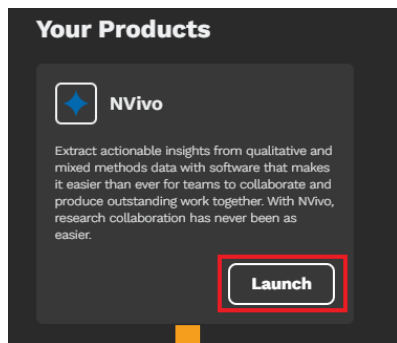 Your Products
NVivo
Extract actionable insights from qualitative and
mixed methods data with software that makes
it easier than ever for teams to collaborate and
produce outstanding work together. With NVivo,
research collaboration has never been as
easier.
Launch